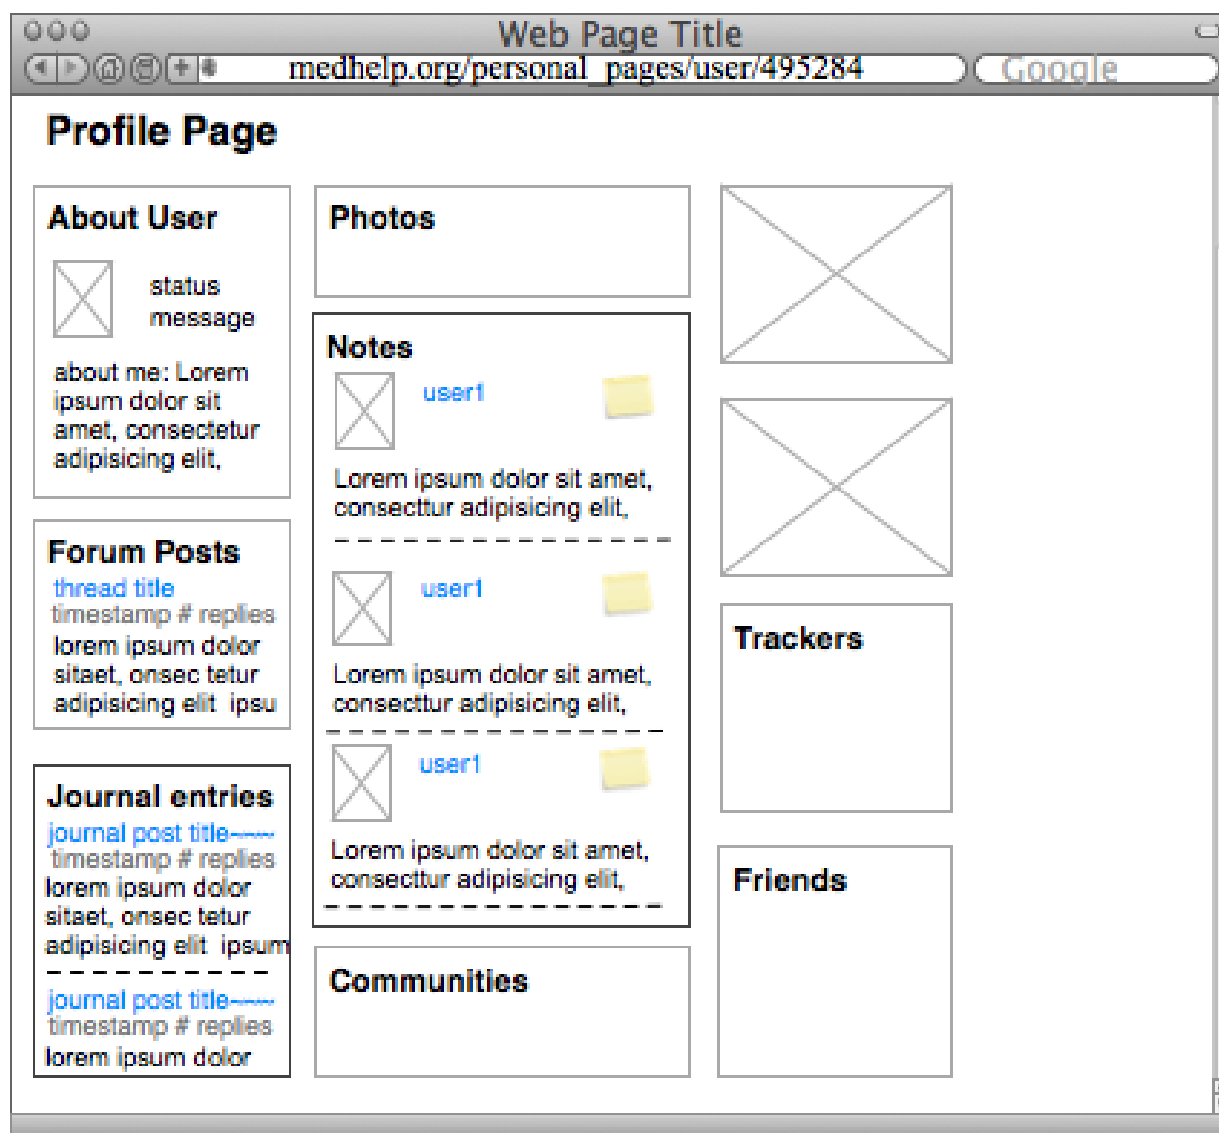 Web Page Title
medhelp.org/personal_pages/user/495284
Google
Profile Page
About User
status
message
about me: Lorem
ipsum dolor sit
amet, consectetur
adipisicing elit,
Forum Posts
thread title
timestamp # replies
lorem ipsum dolor
sitaet, onsec tetur
adipisicing elit ipsu
Journal entries
journal post title~~~
timestamp # replies
lorem ipsum dolor
sitaet, onsec tetur
adipisicing elit ipsum
journal post title~~~
timestamp # replies
lorem ipsum dolor
Photos
Notes
user1
Lorem ipsum dolor sit amet,
consecttur adipisicing elit,
user1
Lorem ipsum dolor sit amet,
consecttur adipisicing elit,
user1
Lorem ipsum dolor sit amet,
consecttur adipisicing elit,
Communities
Trackers
Friends